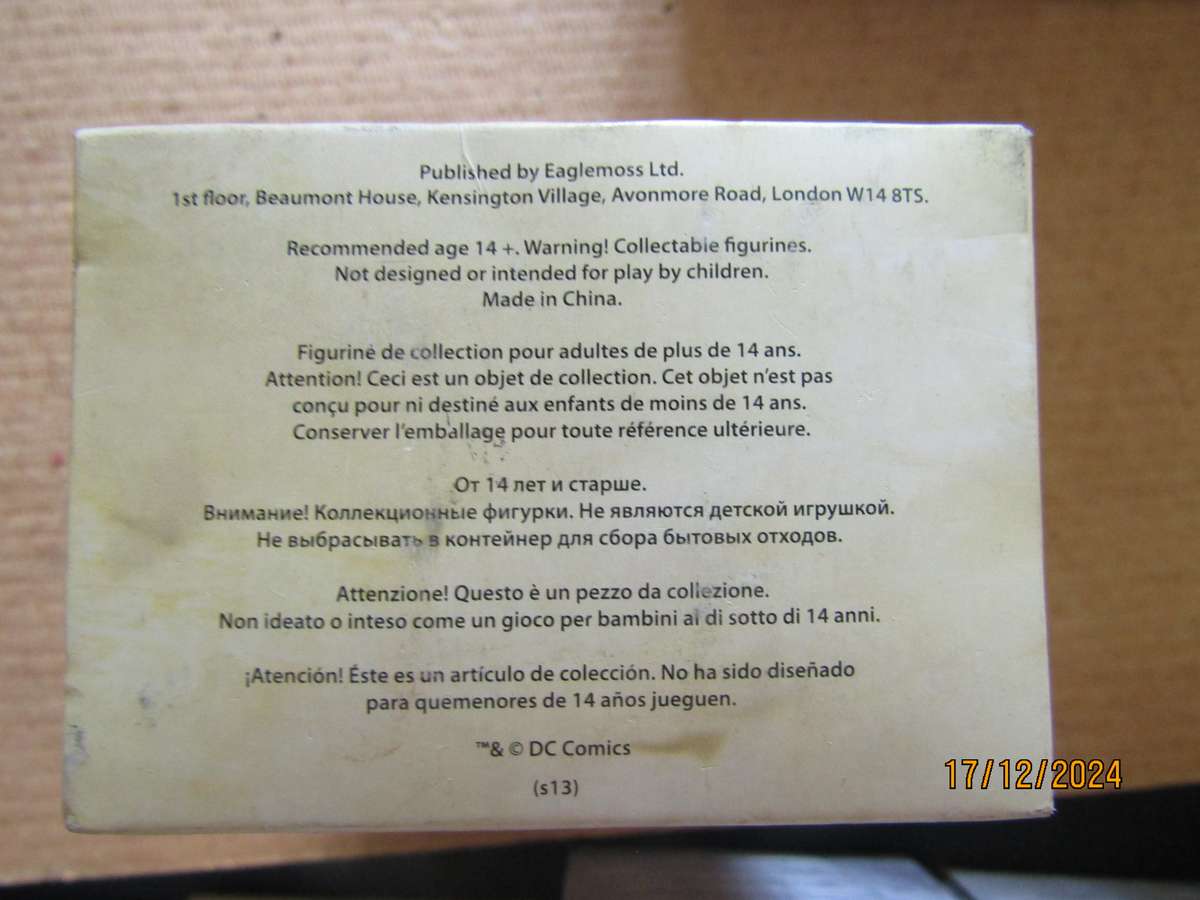 Published by Eaglemoss Ltd.
1st floor, Beaumont House, Kensington Village, Avonmore Road, London W14 8TS.
Recommended age 14 +. Warning! Collectable figurines.
Not designed or intended for play by children.
Made in China.
Figurine de collection pour adultes de plus de 14 ans.
Attention! Ceci est un objet de collection. Cet objet n'est pas
conçu pour ni destiné aux enfants de moins de 14 ans.
Conserver l'emballage pour toute référence ultérieure.
От 14 лет и старше.
Внимание! Коллекционные фигурки. Не являются детской игрушкой.
Не выбрасывать в контейнер для сбора бытовых отходов.
Attenzione! Questo è un pezzo da collezione.
Non ideato o inteso come un gioco per bambini al di sotto di 14 anni.
¡Atención! Éste es un artículo de colección. No ha sido diseñado
para quemenores de 14 años jueguen.
™& © DC Comics
(s13)
17/12/2024